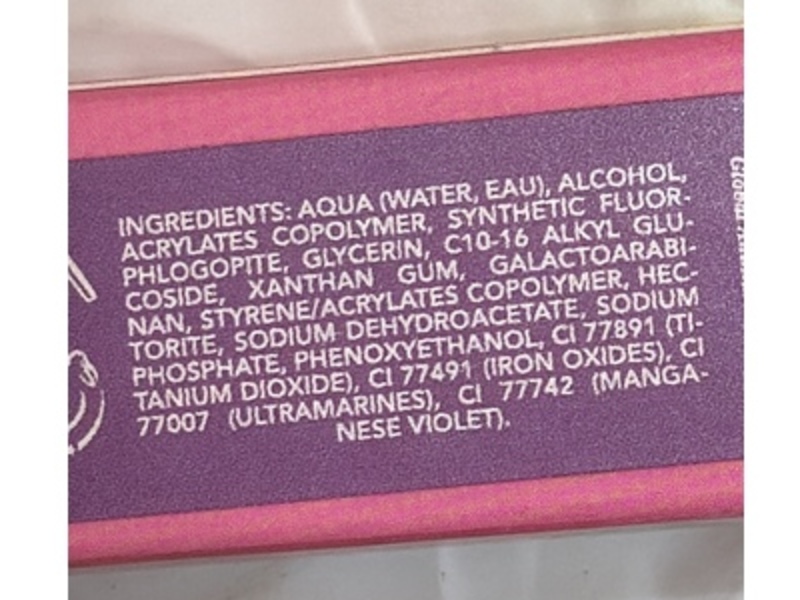 INGREDIENTS: AQUA (WATER, EAU), ALCOHOL,
ACRYLATES COPOLYMER, SYNTHETIC FLUOR-
PHLOGOPITE, GLYCERIN, C10-16 ALKYL GLU-
COSIDE, XANTHAN GUM, GALACTOARABI-
NAN, STYRENE/ACRYLATES COPOLYMER, HEC-
TORITE, SODIUM DEHYDROACETATE, SODIUM
PHOSPHATE, PHENOXYETHANOL, CI 77891 (TI-
TANIUM DIOXIDE), CI 77491 (IRON OXIDES), CI
77007 (ULTRAMARINES), CI 77742 (MANGA-
NESE VIOLET).
Global